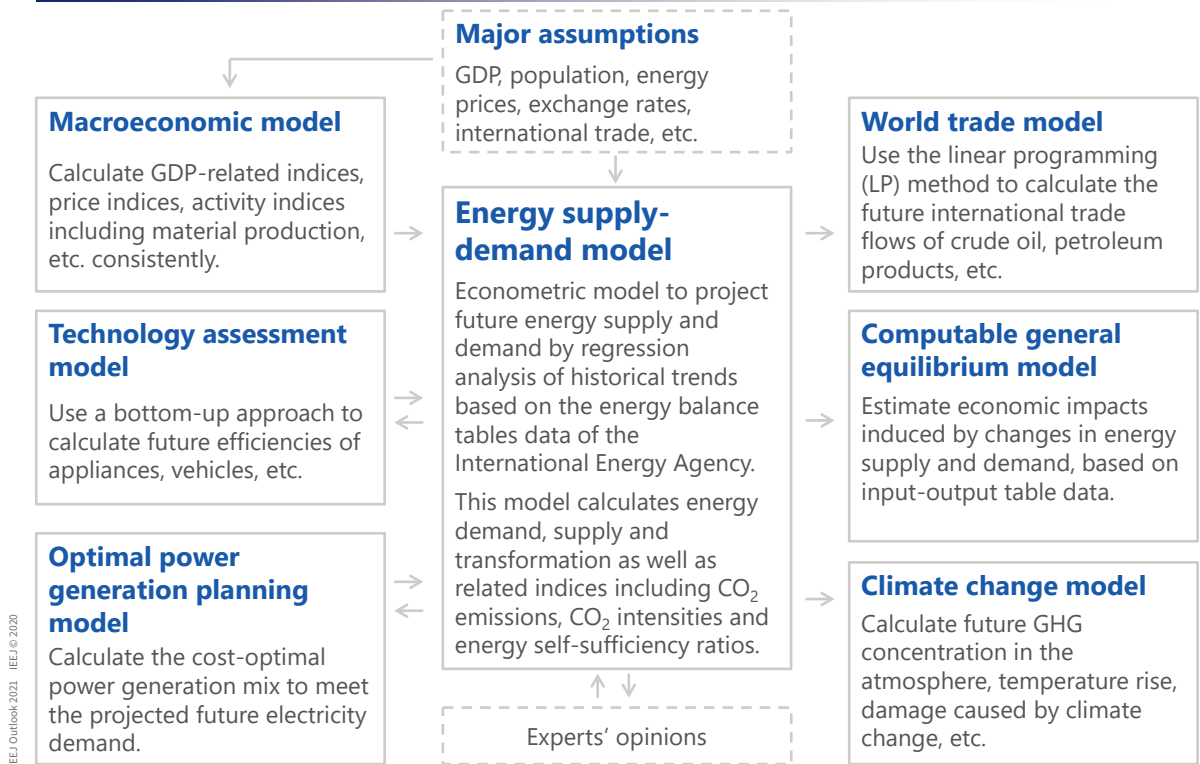 Major assumptions
GDP, population, energy
prices, exchange rates,
international trade, etc.
Macroeconomic model
Calculate GDP-related indices,
price indices, activity indices
including material production,
etc. consistently.
Technology assessment
model
Use a bottom-up approach to
calculate future efficiencies of
appliances, vehicles, etc.
Optimal power
generation planning
model
Calculate the cost-optimal
power generation mix to meet
the projected future electricity
demand.
Energy supply-
demand model
Econometric model to project
future energy supply and
demand by regression
analysis of historical trends
based on the energy balance
tables data of the
International Energy Agency.
This model calculates energy
demand, supply and
transformation as well as
related indices including CO₂
emissions, CO₂ intensities and
energy self-sufficiency ratios.
Experts’ opinions
World trade model
Use the linear programming
(LP) method to calculate the
future international trade
flows of crude oil, petroleum
products, etc.
Computable general
equilibrium model
Estimate economic impacts
induced by changes in energy
supply and demand, based on
input-output table data.
Climate change model
Calculate future GHG
concentration in the
atmosphere, temperature rise,
damage caused by climate
change, etc.
EEJ Outlook 2021 IEEJ © 2020